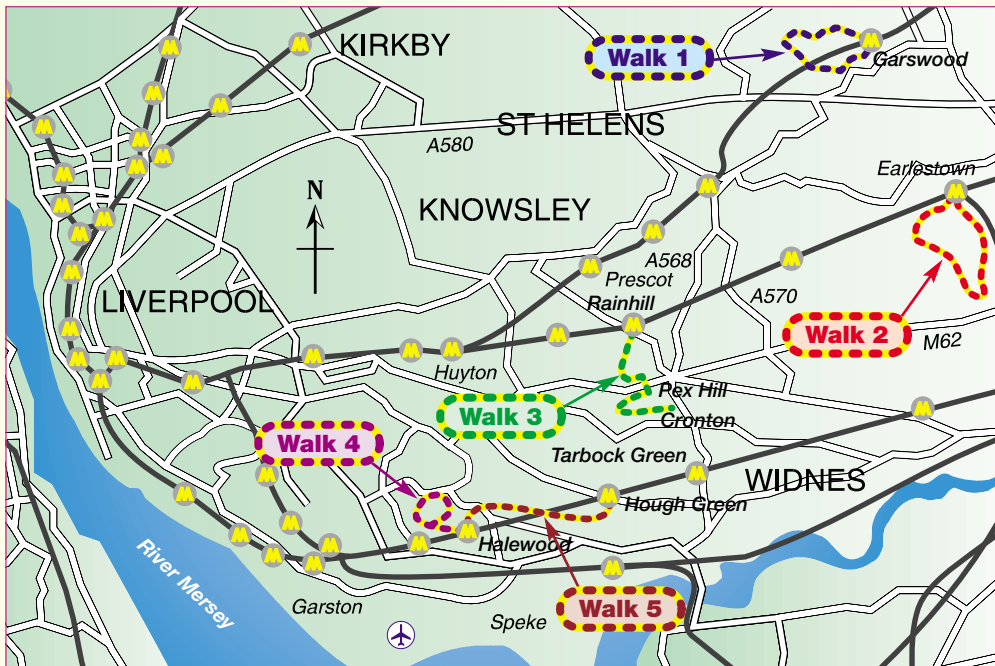 KIRKBY
Walk 1
Garswood
ST HELENS
A580
Earlestown
N
KNOWSLEY
A568
Prescot
Rainhill
A570
LIVERPOOL
Walk 2
M62
Huyton
Pex Hill
Walk 3
Cronton
Walk 4
Tarbock Green
WIDNES
Hough Green
Halewood
River Mersey
Garston
Walk 5
Speke